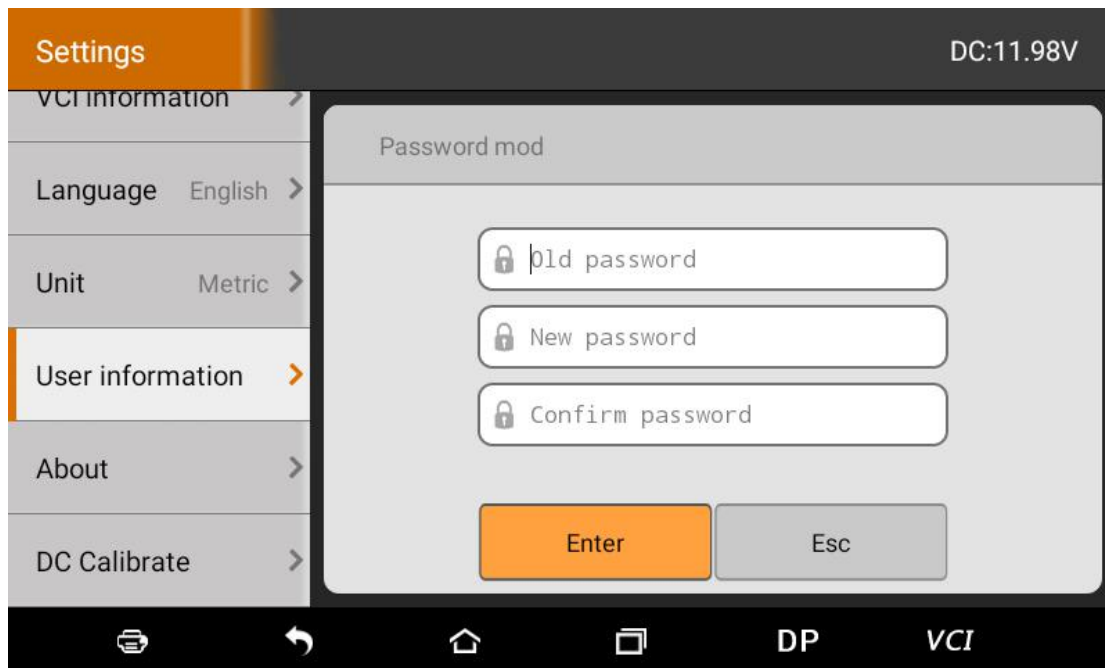 Settings
DC:11.98V
VCI information
Language English
Unit Metric
User information
About
DC Calibrate
Password mod
Old password
New password
Confirm password
Enter
Esc
DP
VCI